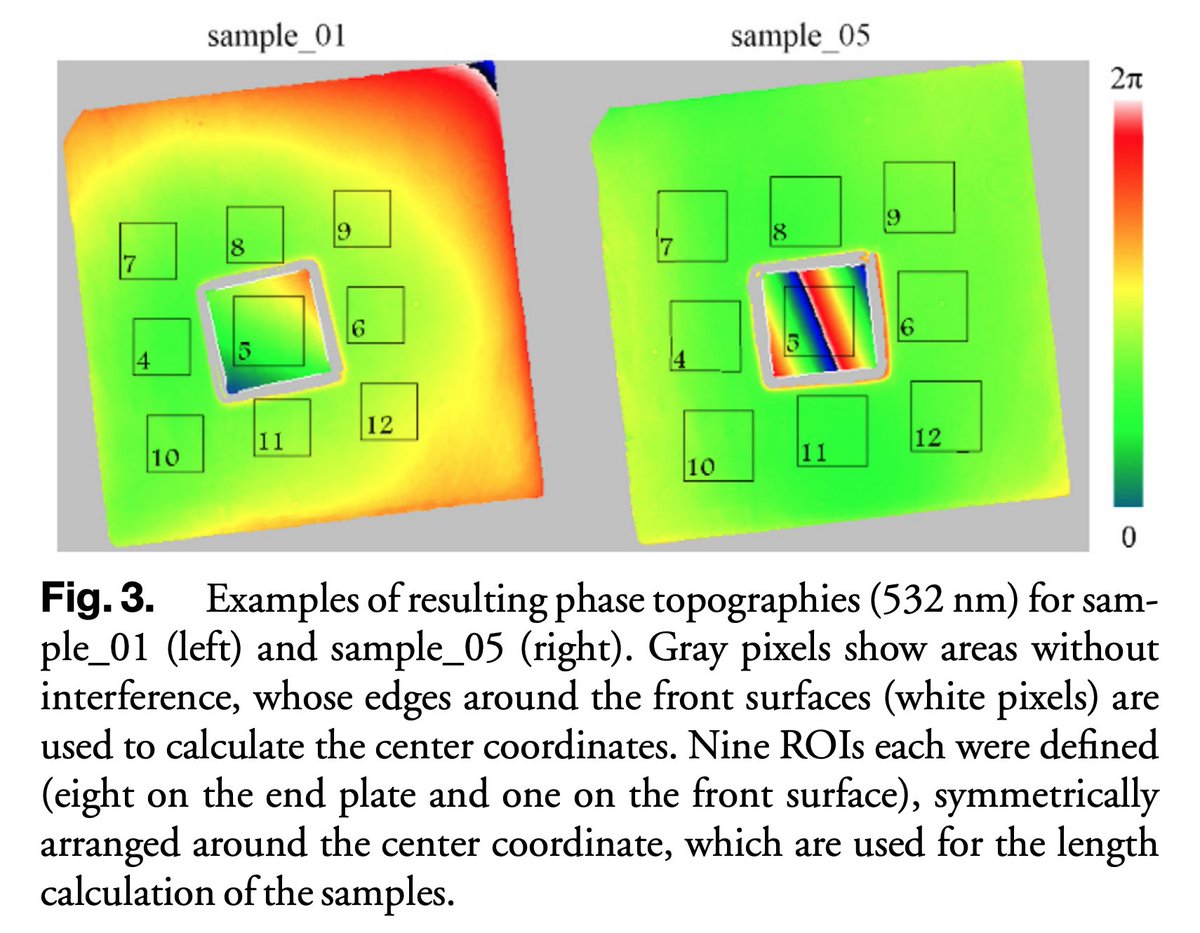 sample_01
sample_05
2π
7
8
9
4
5
6
10
11
12
7
8
9
4
5
6
10
11
12
0
Fig. 3. Examples of resulting phase topographies (532 nm) for sam-
ple_01 (left) and sample_05 (right). Gray pixels show areas without
interference, whose edges around the front surfaces (white pixels) are
used to calculate the center coordinates. Nine ROIs each were defined
(eight on the end plate and one on the front surface), symmetrically
arranged around the center coordinate, which are used for the length
calculation of the samples.